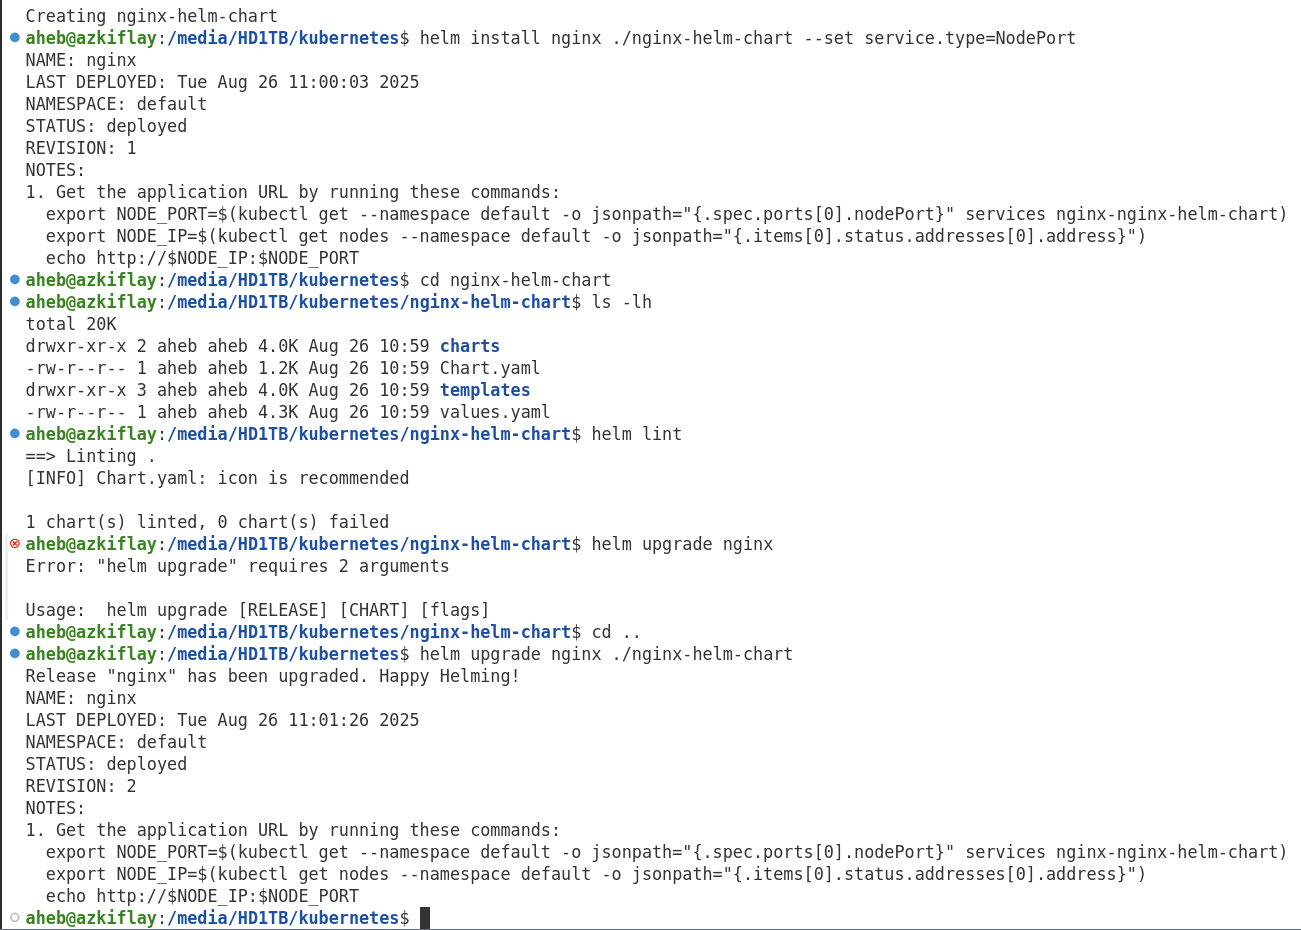 Creating nginx-helm-chart
aheb@azkiflay:/media/HD1TB/kubernetes$ helm install nginx ./nginx-helm-chart --set service.type=NodePort
NAME: nginx
LAST DEPLOYED: Tue Aug 26 11:00:03 2025
NAMESPACE: default
STATUS: deployed
REVISION: 1
NOTES:
1. Get the application URL by running these commands:
  export NODE_PORT=$(kubectl get --namespace default -o jsonpath="{.spec.ports[0].nodePort}" services nginx-nginx-helm-chart)
  export NODE_IP=$(kubectl get nodes --namespace default -o jsonpath="{.items[0].status.addresses[0].address}")
  echo http://$NODE_IP:$NODE_PORT
aheb@azkiflay:/media/HD1TB/kubernetes$ cd nginx-helm-chart
aheb@azkiflay:/media/HD1TB/kubernetes/nginx-helm-chart$ ls -lh
total 20K
drwxr-xr-x 2 aheb aheb 4.0K Aug 26 10:59 charts
-rw-r--r-- 1 aheb aheb 1.2K Aug 26 10:59 Chart.yaml
drwxr-xr-x 3 aheb aheb 4.0K Aug 26 10:59 templates
-rw-r--r-- 1 aheb aheb 4.3K Aug 26 10:59 values.yaml
aheb@azkiflay:/media/HD1TB/kubernetes/nginx-helm-chart$ helm lint
==> Linting .
[INFO] Chart.yaml: icon is recommended

1 chart(s) linted, 0 chart(s) failed
aheb@azkiflay:/media/HD1TB/kubernetes/nginx-helm-chart$ helm upgrade nginx
Error: "helm upgrade" requires 2 arguments

Usage:  helm upgrade [RELEASE] [CHART] [flags]
aheb@azkiflay:/media/HD1TB/kubernetes/nginx-helm-chart$ cd ..
aheb@azkiflay:/media/HD1TB/kubernetes$ helm upgrade nginx ./nginx-helm-chart
Release "nginx" has been upgraded. Happy Helming!
NAME: nginx
LAST DEPLOYED: Tue Aug 26 11:01:26 2025
NAMESPACE: default
STATUS: deployed
REVISION: 2
NOTES:
1. Get the application URL by running these commands:
  export NODE_PORT=$(kubectl get --namespace default -o jsonpath="{.spec.ports[0].nodePort}" services nginx-nginx-helm-chart)
  export NODE_IP=$(kubectl get nodes --namespace default -o jsonpath="{.items[0].status.addresses[0].address}")
  echo http://$NODE_IP:$NODE_PORT
aheb@azkiflay:/media/HD1TB/kubernetes$